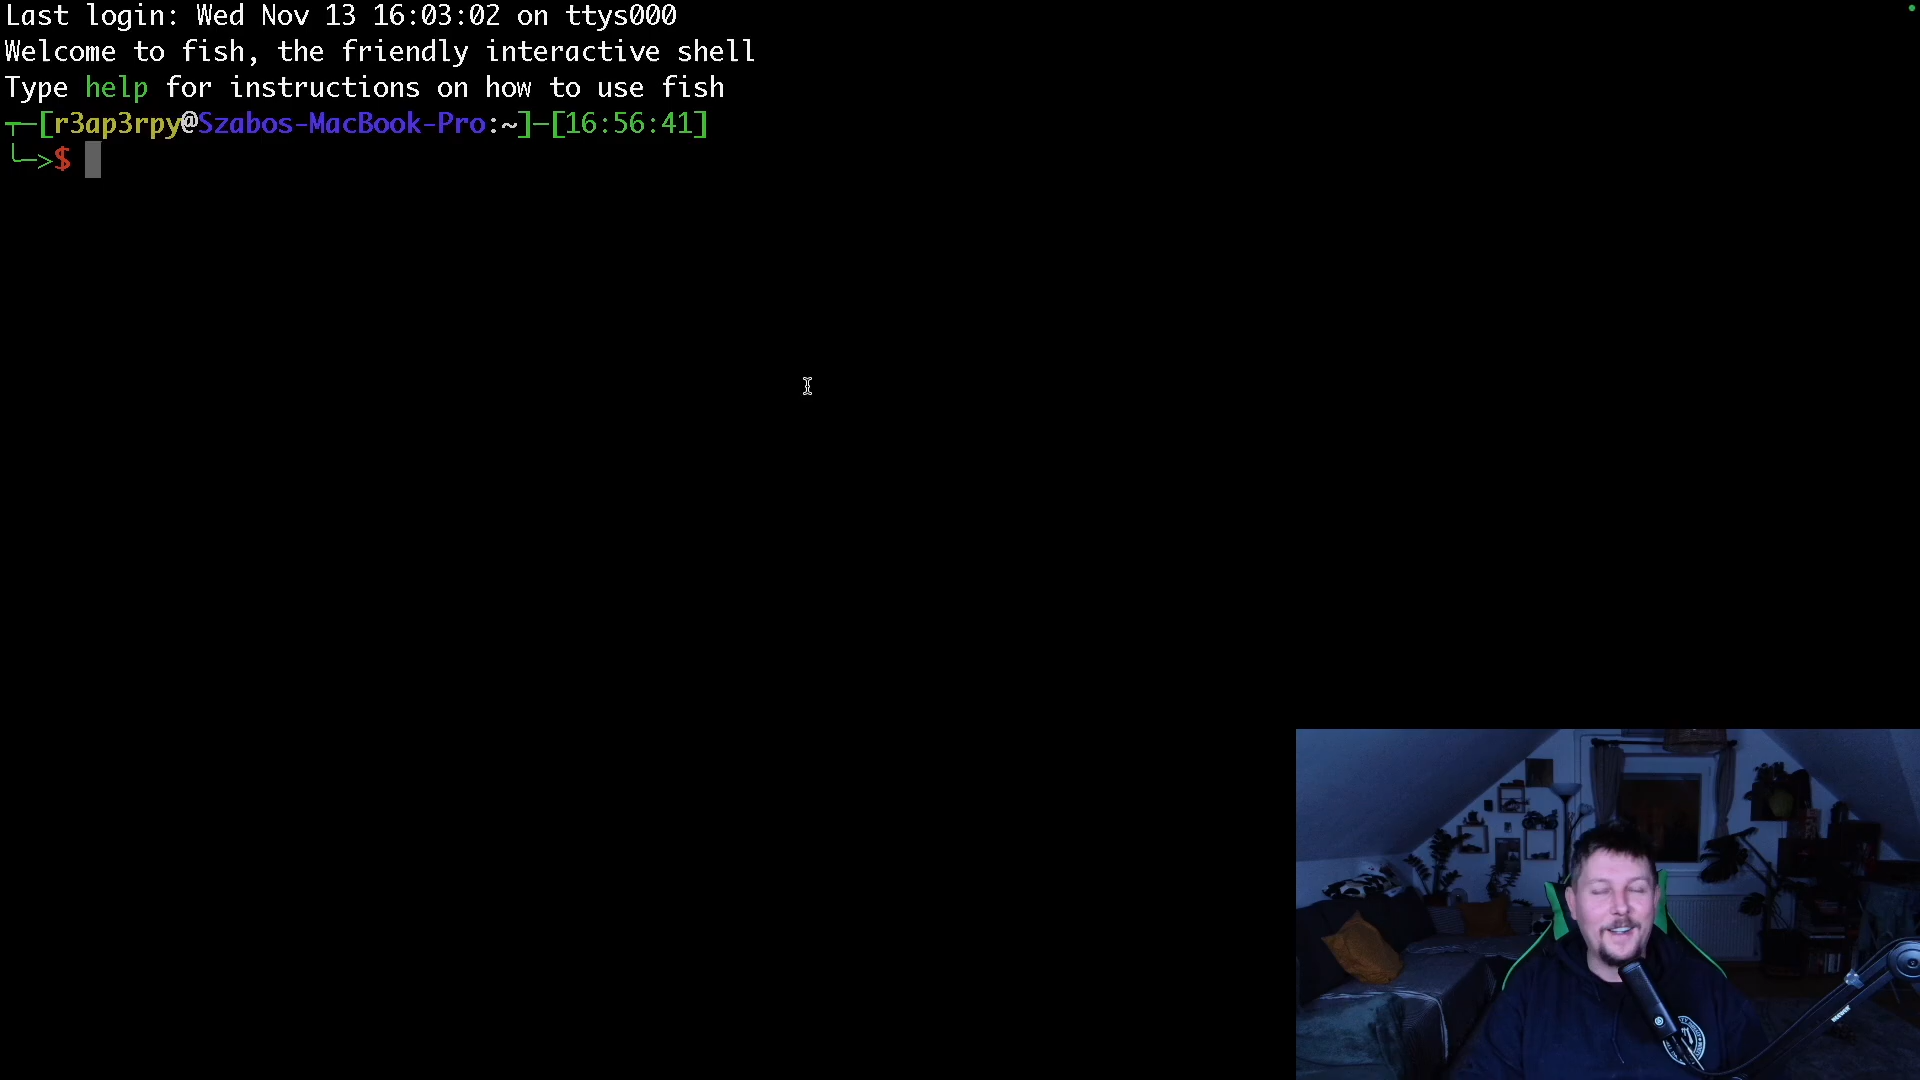 Last login: Wed Nov 13 16:03:02 on ttys000
Welcome to fish, the friendly interactive shell
Type help for instructions on how to use fish
┬─[r3ap3rpy@Szabos-MacBook-Pro:~]─[16:56:41]
╰─>$